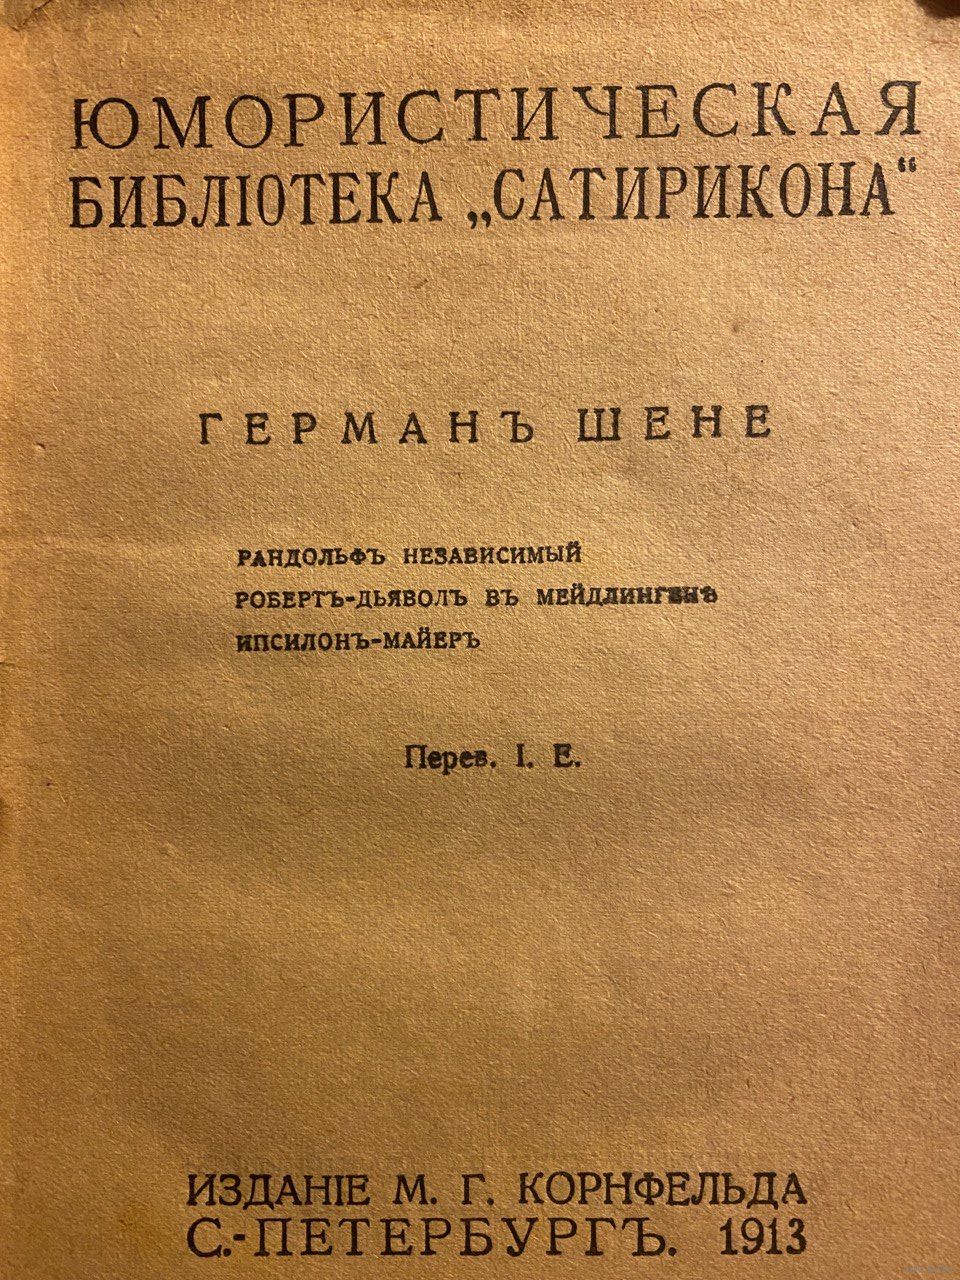 ЮМОРИСТИЧЕСКАЯ
БИБЛІОТЕКА „САТИРИКОНА“
ГЕРМАНЪ ШЕНЕ
РАНДОЛЬФЪ НЕЗАВИСИМЫЙ
РОБЕРТЪ-ДЬЯВОЛЪ ВЪ МЕЙДЛИНГЕНѢ
ИПСИЛОНЪ-МАЙЕРЪ
Перев. І. Е.
ИЗДАНІЕ М. Г. КОРНФЕЛЬДА
С.-ПЕТЕРБУРГЪ. 1913